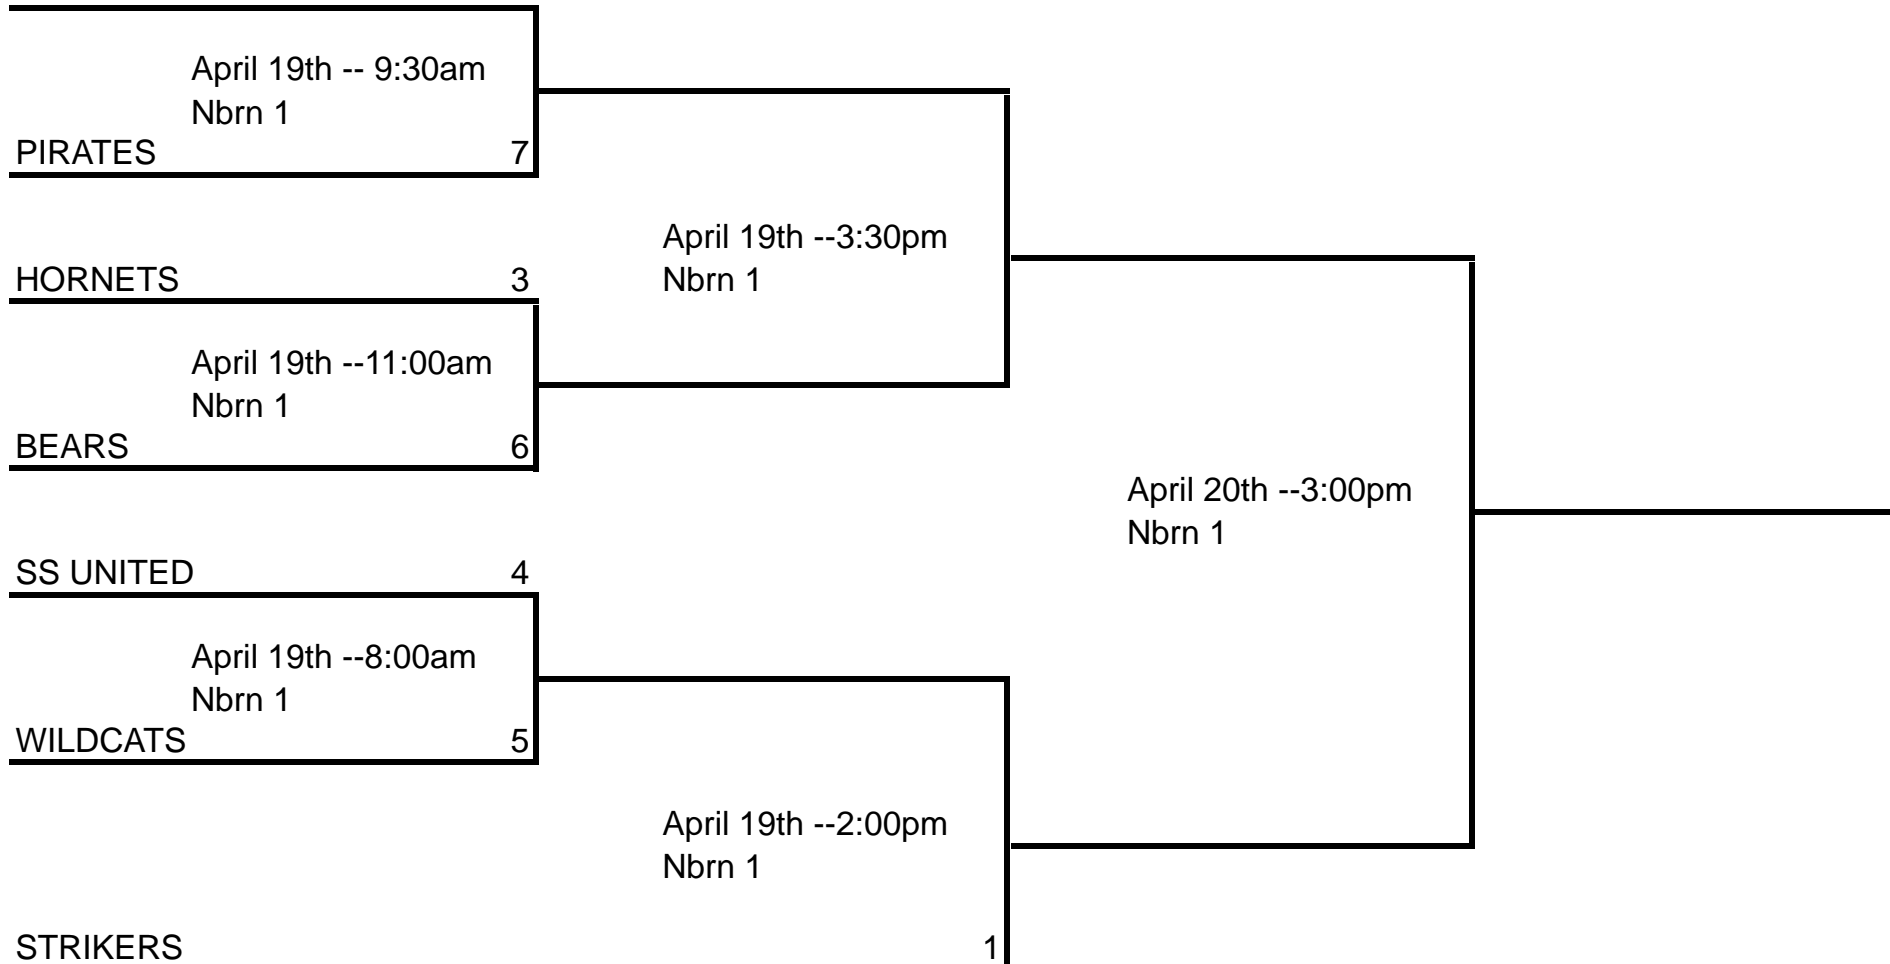 April 19th -- 9:30am
Nbrn 1
PIRATES 7
April 19th --3:30pm
Nbrn 1
HORNETS 3
April 19th --11:00am
Nbrn 1
BEARS 6
April 20th --3:00pm
Nbrn 1
SS UNITED 4
April 19th --8:00am
Nbrn 1
WILDCATS 5
April 19th --2:00pm
Nbrn 1
STRIKERS 1